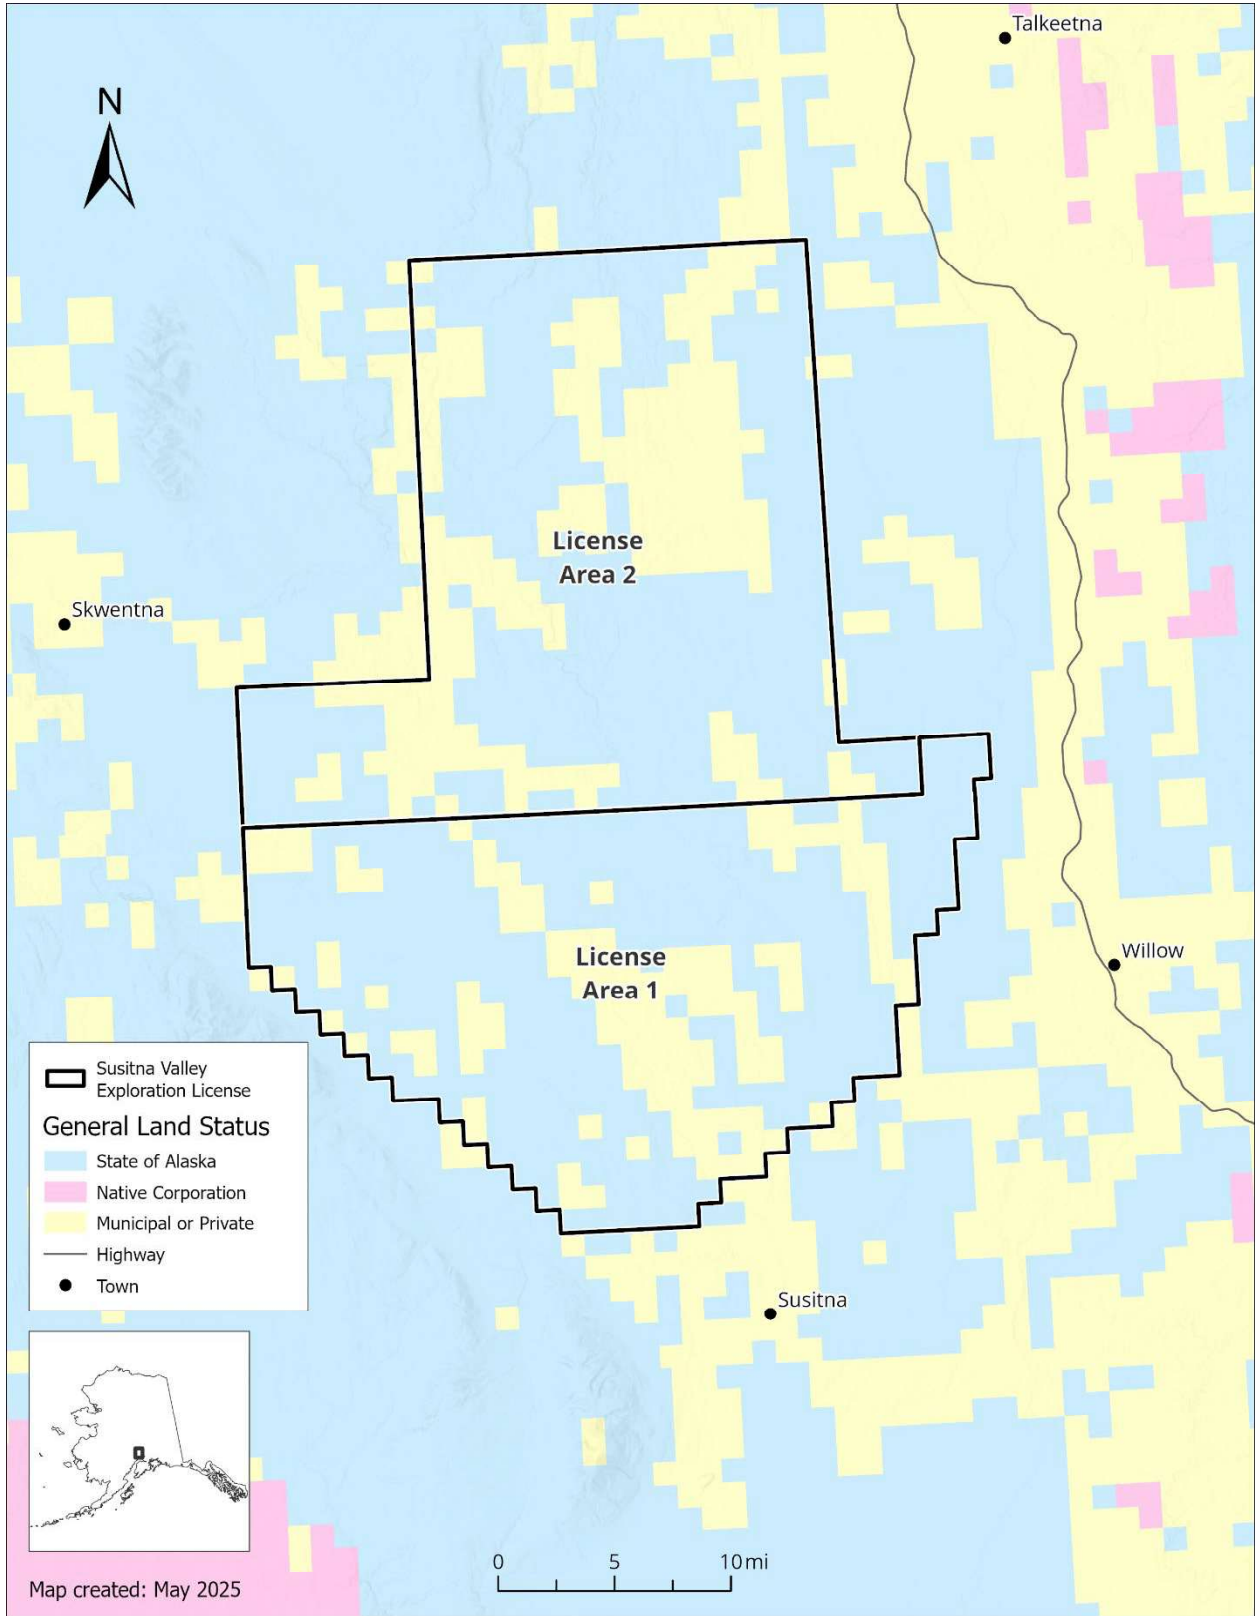 Talkeetna
N
License
Area 2
Skwentna
License
Area 1
Willow
Susitna Valley
Exploration License
General Land Status
State of Alaska
Native Corporation
Municipal or Private
Highway
Town
Susitna
0 5 10 mi
Map created: May 2025